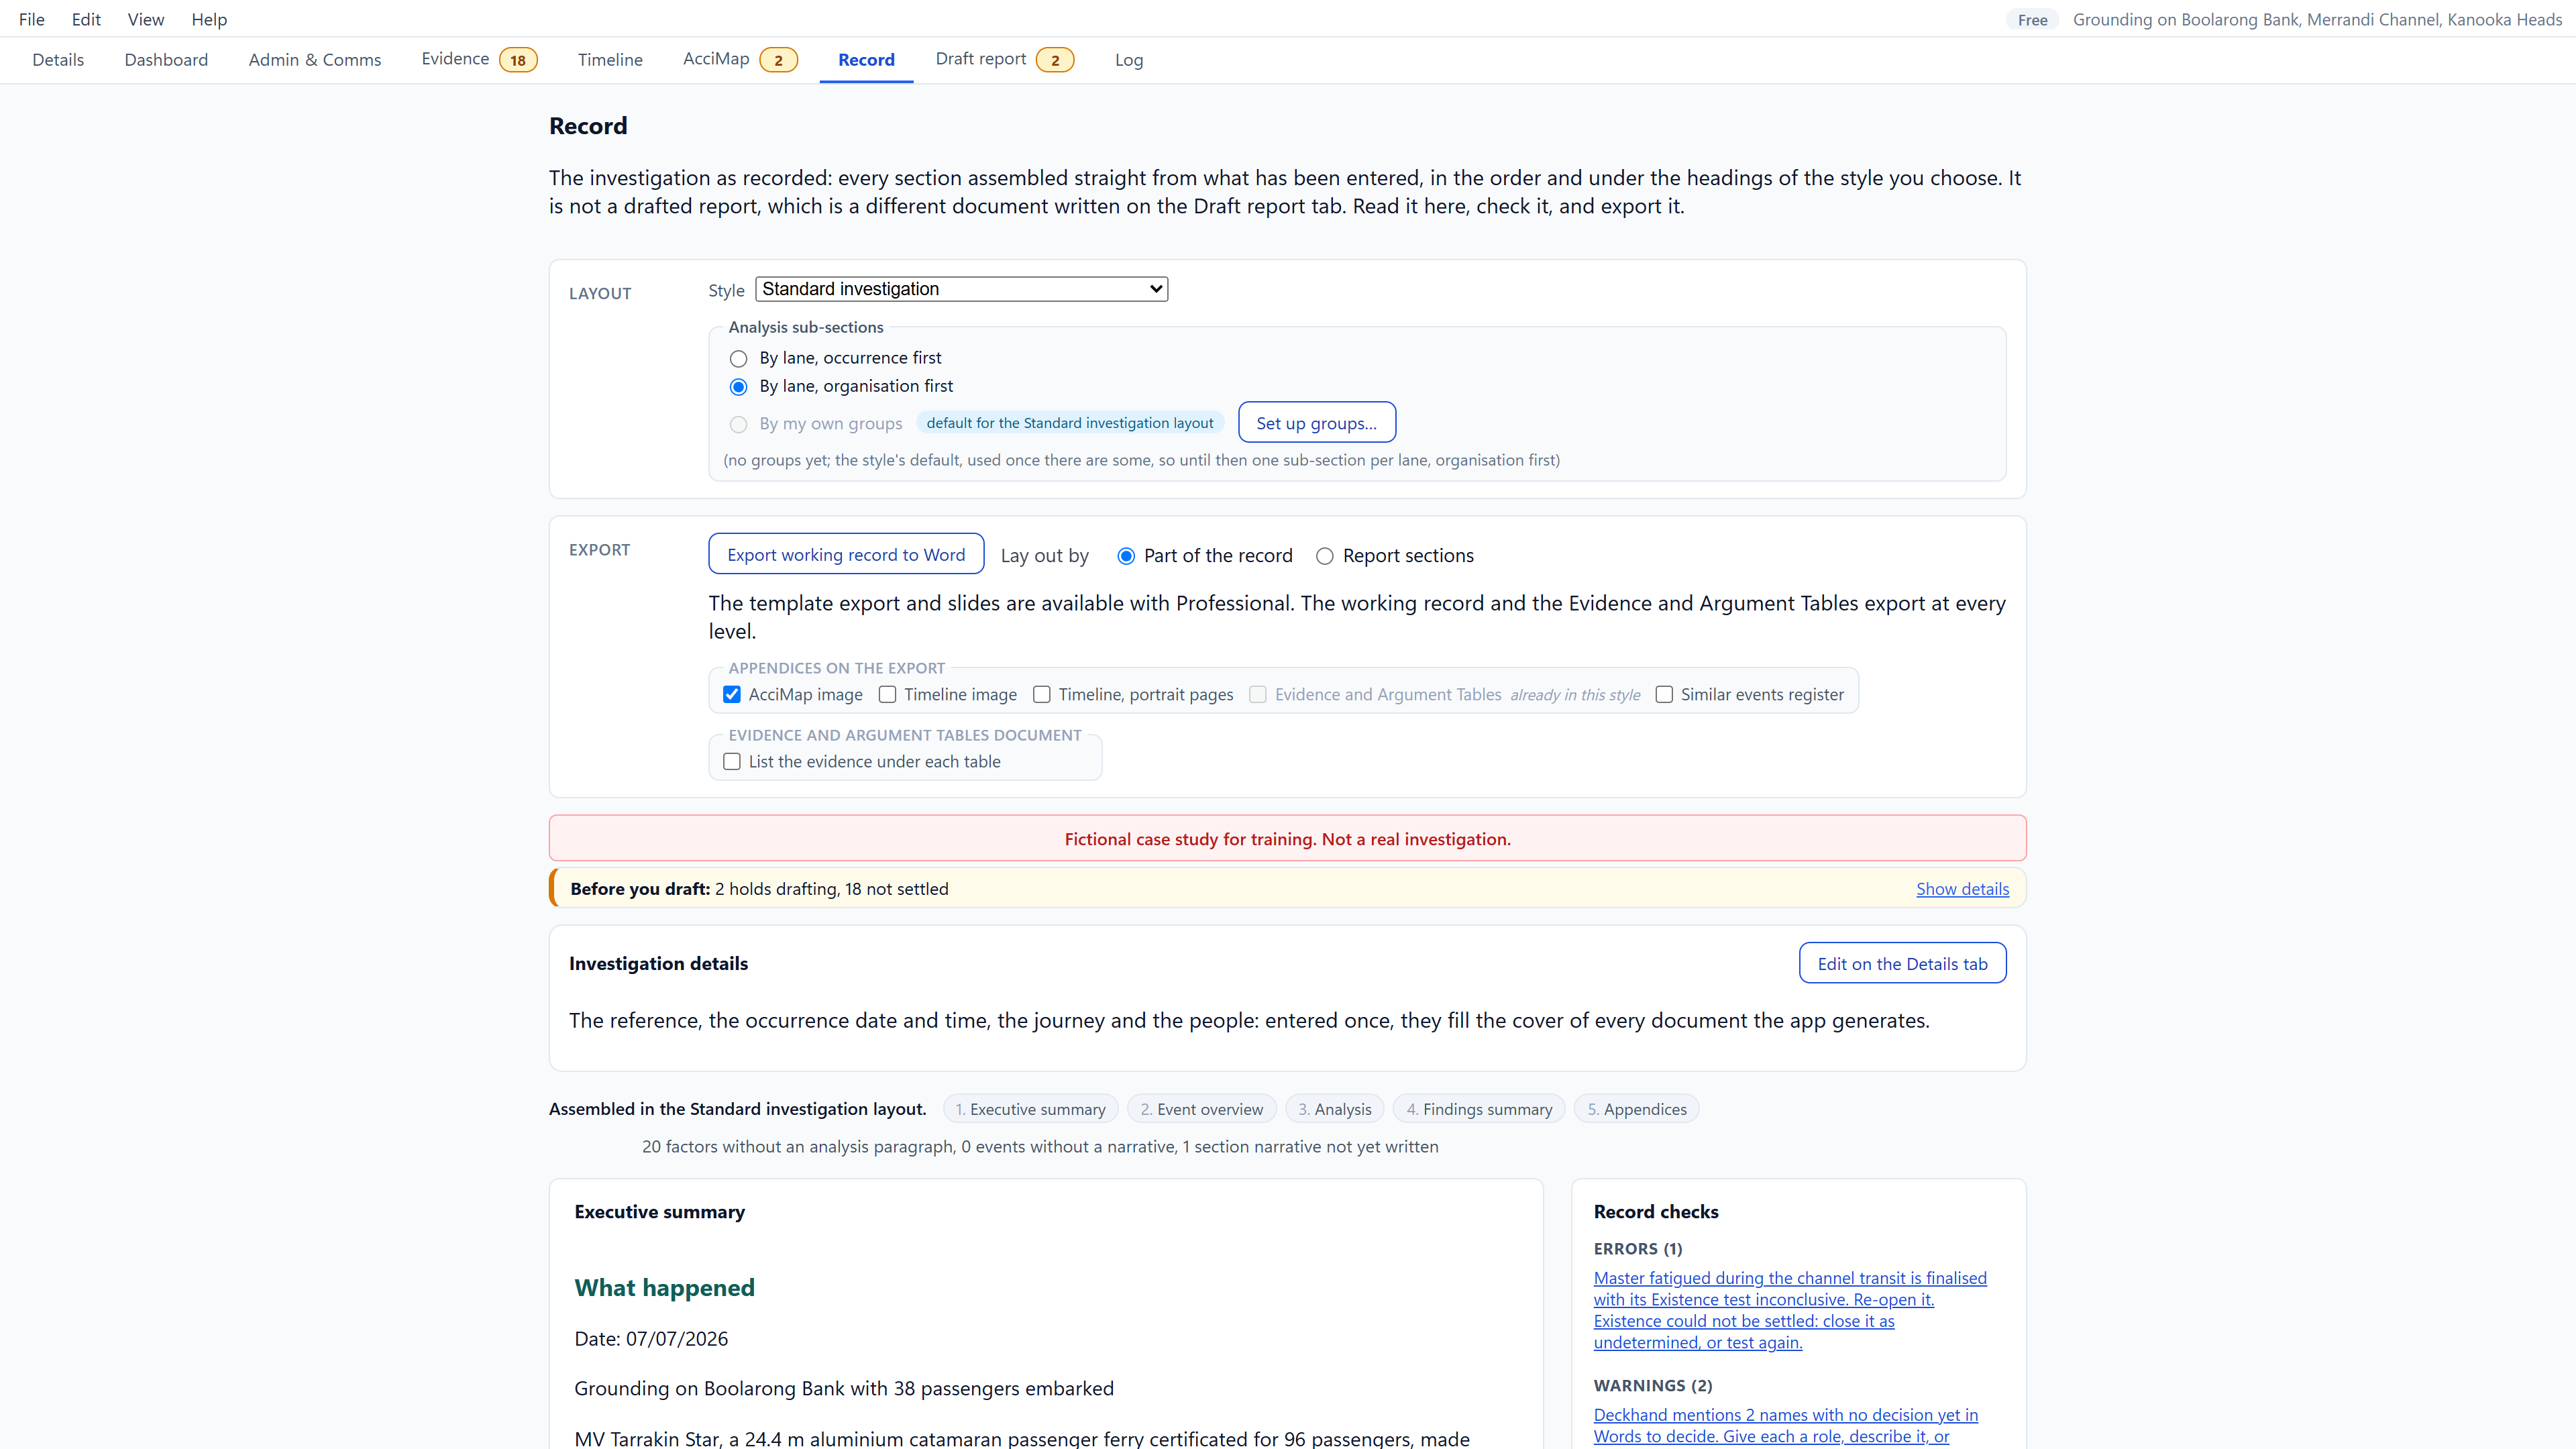 File Edit View Help
Free Grounding on Boolarong Bank, Merrandi Channel, Kanooka Heads
Details Dashboard Admin & Comms Evidence 18 Timeline AcciMap 2 Record Draft report 2 Log
Record
The investigation as recorded: every section assembled straight from what has been entered, in the order and under the headings of the style you choose. It
is not a drafted report, which is a different document written on the Draft report tab. Read it here, check it, and export it.
LAYOUT
Style Standard investigation
Analysis sub-sections
By lane, occurrence first
By lane, organisation first
By my own groups default for the Standard investigation layout Set up groups...
(no groups yet; the style's default, used once there are some, so until then one sub-section per lane, organisation first)
EXPORT
Export working record to Word Lay out by Part of the record Report sections
The template export and slides are available with Professional. The working record and the Evidence and Argument Tables export at every
level.
APPENDICES ON THE EXPORT
AcciMap image Timeline image Timeline, portrait pages Evidence and Argument Tables already in this style Similar events register
EVIDENCE AND ARGUMENT TABLES DOCUMENT
List the evidence under each table
Fictional case study for training. Not a real investigation.
Before you draft: 2 holds drafting, 18 not settled Show details
Investigation details Edit on the Details tab
The reference, the occurrence date and time, the journey and the people: entered once, they fill the cover of every document the app generates.
Assembled in the Standard investigation layout. 1. Executive summary 2. Event overview 3. Analysis 4. Findings summary 5. Appendices
20 factors without an analysis paragraph, 0 events without a narrative, 1 section narrative not yet written
Executive summary
What happened
Date: 07/07/2026
Grounding on Boolarong Bank with 38 passengers embarked
MV Tarrakin Star, a 24.4 m aluminium catamaran passenger ferry certificated for 96 passengers, made
Record checks
ERRORS (1)
Master fatigued during the channel transit is finalised
with its Existence test inconclusive. Re-open it.
Existence could not be settled: close it as
undetermined, or test again.
WARNINGS (2)
Deckhand mentions 2 names with no decision yet in
Words to decide. Give each a role, describe it, or